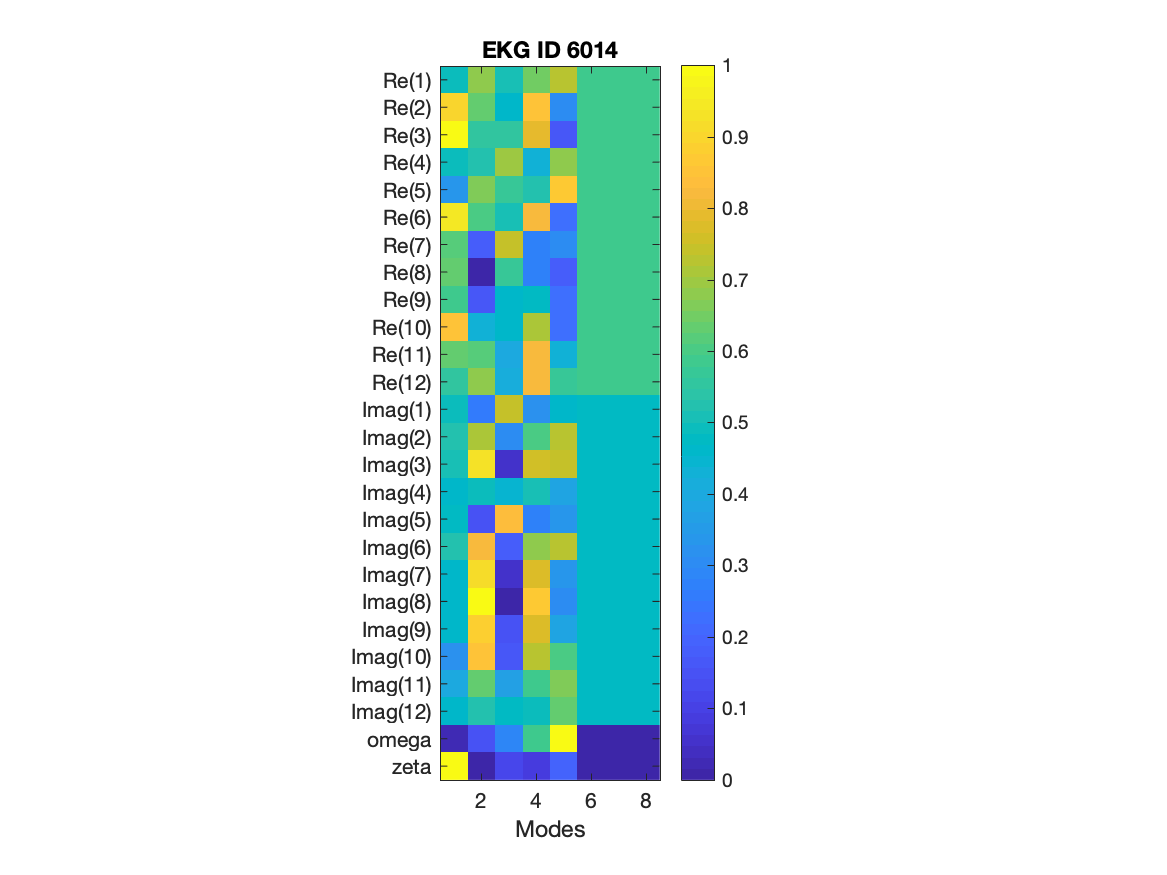 EKG ID 6014
Re(1)
Re(2)
Re(3)
Re(4)
Re(5)
Re(6)
Re(7)
Re(8)
Re(9)
Re(10)
Re(11)
Re(12)
Imag(1)
Imag(2)
Imag(3)
Imag(4)
Imag(5)
Imag(6)
Imag(7)
Imag(8)
Imag(9)
Imag(10)
Imag(11)
Imag(12)
omega
zeta
2 4 6 8
Modes
1
0.9
0.8
0.7
0.6
0.5
0.4
0.3
0.2
0.1
0